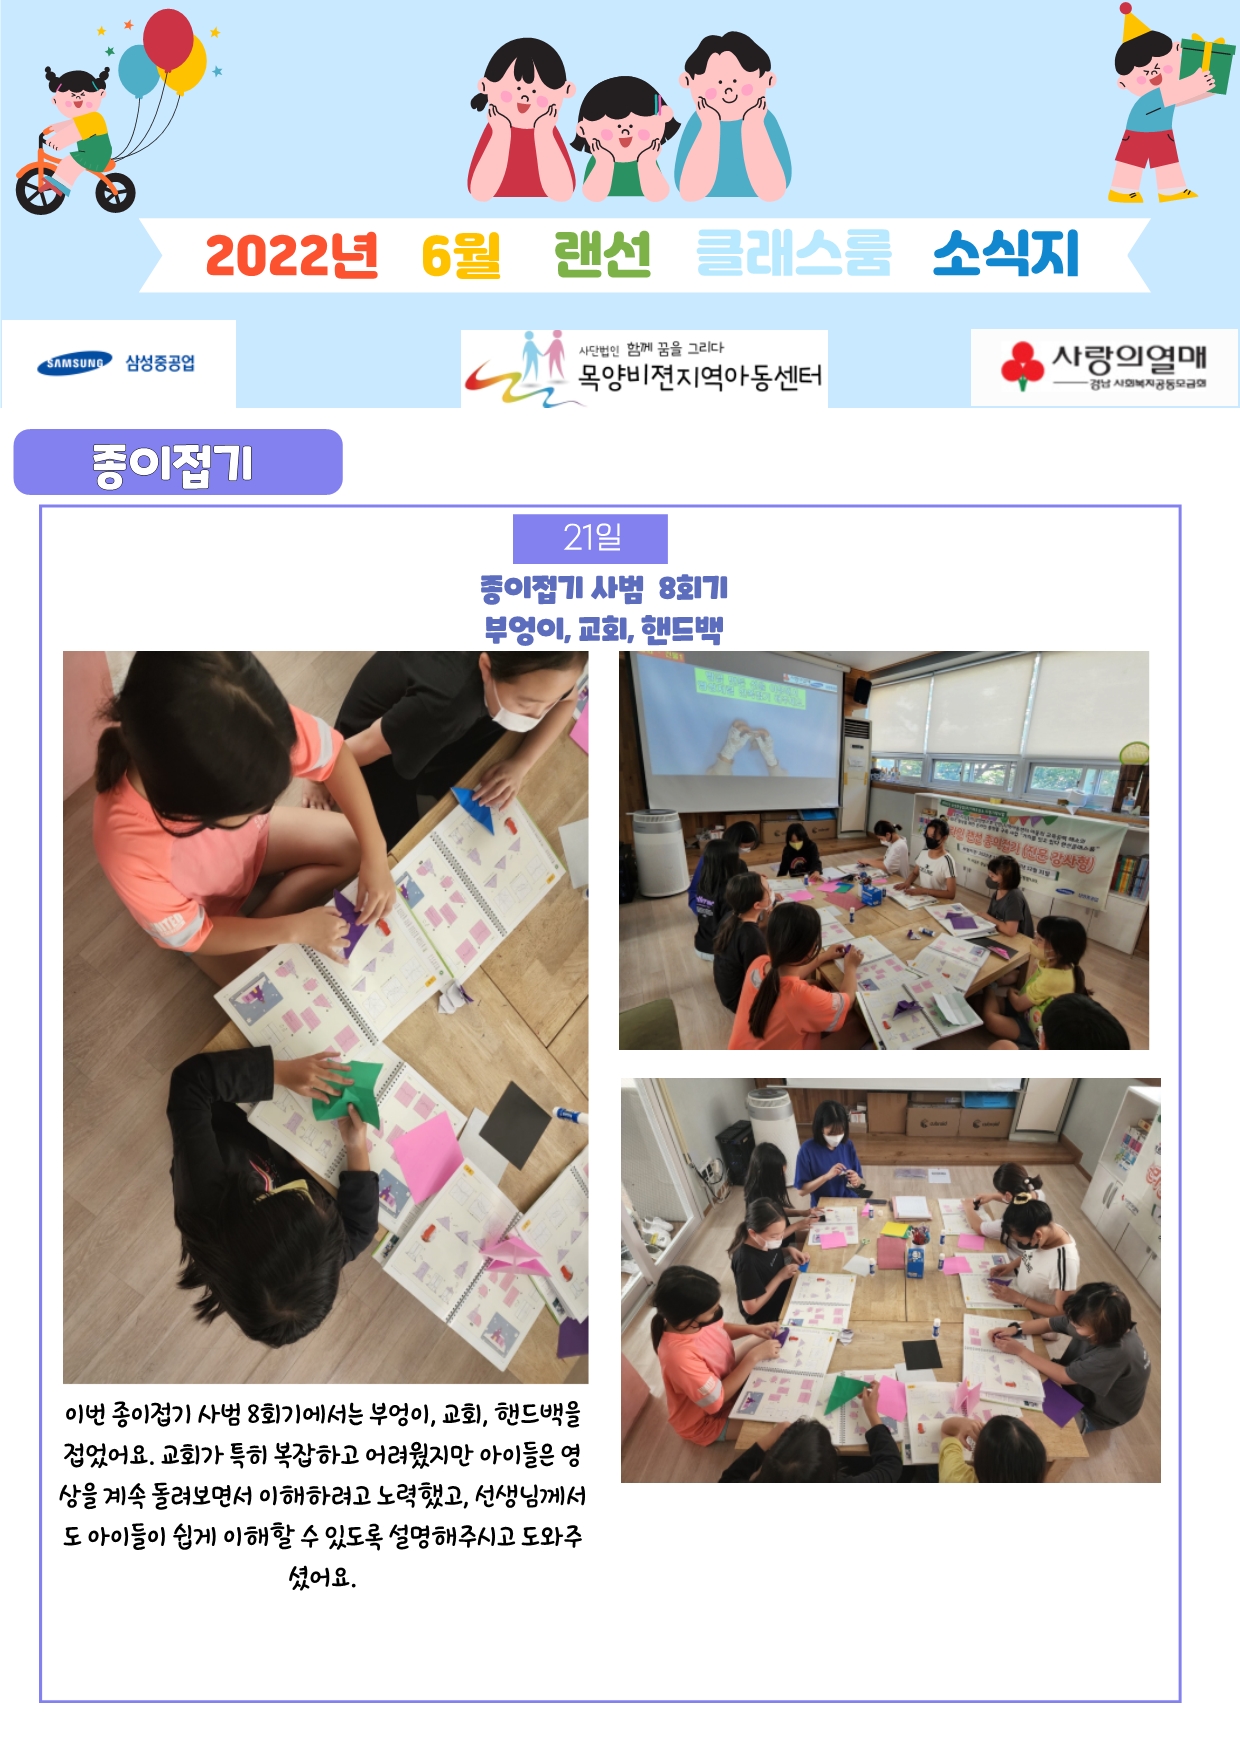 2022년 6월 랜선 클래스룸 소식지
SAMSUNG 삼성중공업
사단법인 함께 꿈을 그리다
목양비젼지역아동센터
사랑의열매
경남 사회복지공동모금회
종이접기
21일
종이접기 사범 8회기
부엉이, 교회, 핸드백
종이접기 (전문 강사형)
이번 종이접기 사범 8회기에서는 부엉이, 교회, 핸드백을
접었어요. 교회가 특히 복잡하고 어려웠지만 아이들은 영
상을 계속 돌려보면서 이해하려고 노력했고, 선생님께서
도 아이들이 쉽게 이해할 수 있도록 설명해주시고 도와주
셨어요.